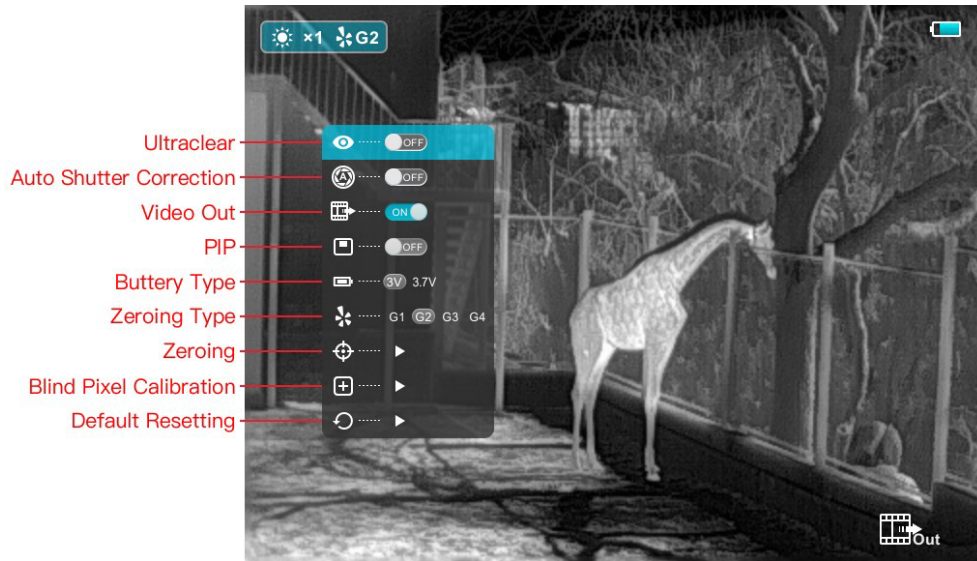 ×1 G2
Ultraclear OFF
Auto Shutter Correction A OFF
Video Out ON
PIP OFF
Buttery Type 3V 3.7V
Zeroing Type G1 G2 G3 G4
Zeroing
Blind Pixel Calibration
Default Resetting
Out